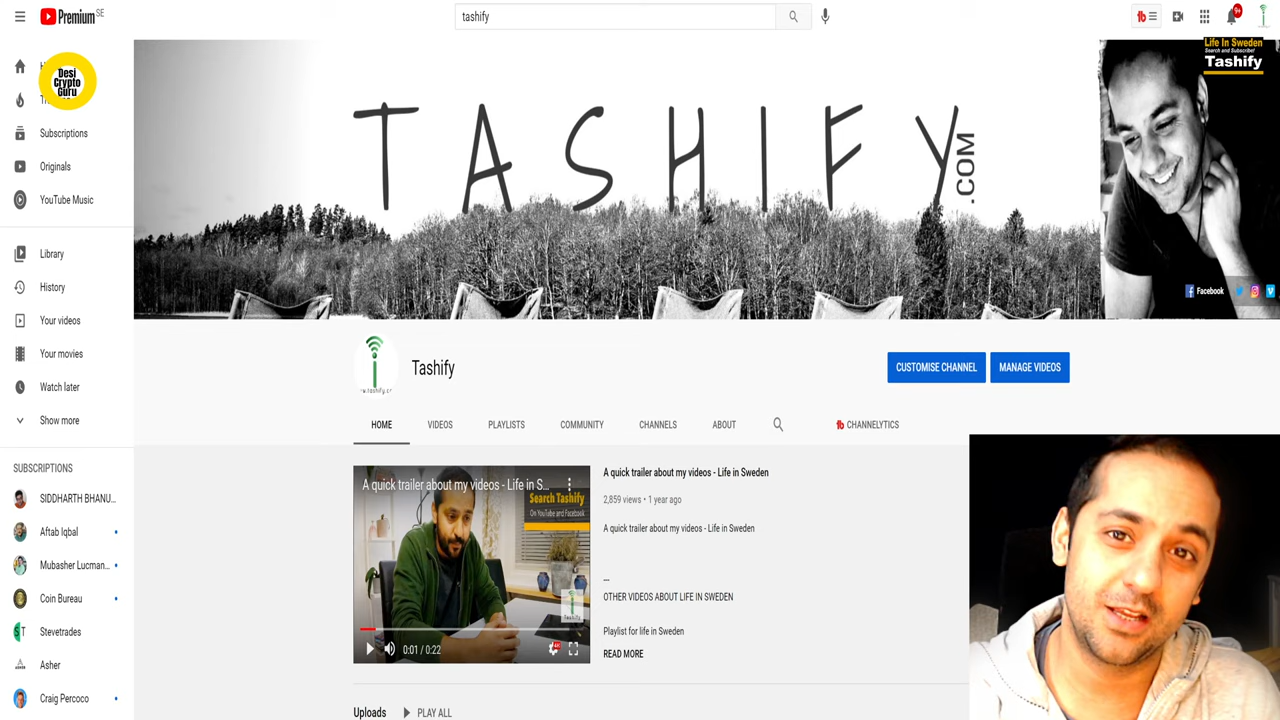 Premium SE
tashify
9+
Desi
Crypto
Guru
Subscriptions
Originals
YouTube Music
Library
History
Your videos
Your movies
Watch later
Show more
SUBSCRIPTIONS
SIDDHARTH BHANU...
Aftab Iqbal
Mubasher Lucman...
Coin Bureau
S T Stevetrades
Asher
Craig Percoco
TASHIFY
.COM
Life In Sweden
Search and Subscribe!
Tashify
Facebook
Tashify
CUSTOMISE CHANNEL
MANAGE VIDEOS
HOME VIDEOS PLAYLISTS COMMUNITY CHANNELS ABOUT tb CHANNELYTICS
A quick trailer about my videos - Life in S...
Search Tashify
On YouTube and Facebook
0:01 / 0:22
A quick trailer about my videos - Life in Sweden
2,859 views • 1 year ago
A quick trailer about my videos - Life in Sweden
---
OTHER VIDEOS ABOUT LIFE IN SWEDEN
Playlist for life in Sweden
READ MORE
Uploads PLAY ALL